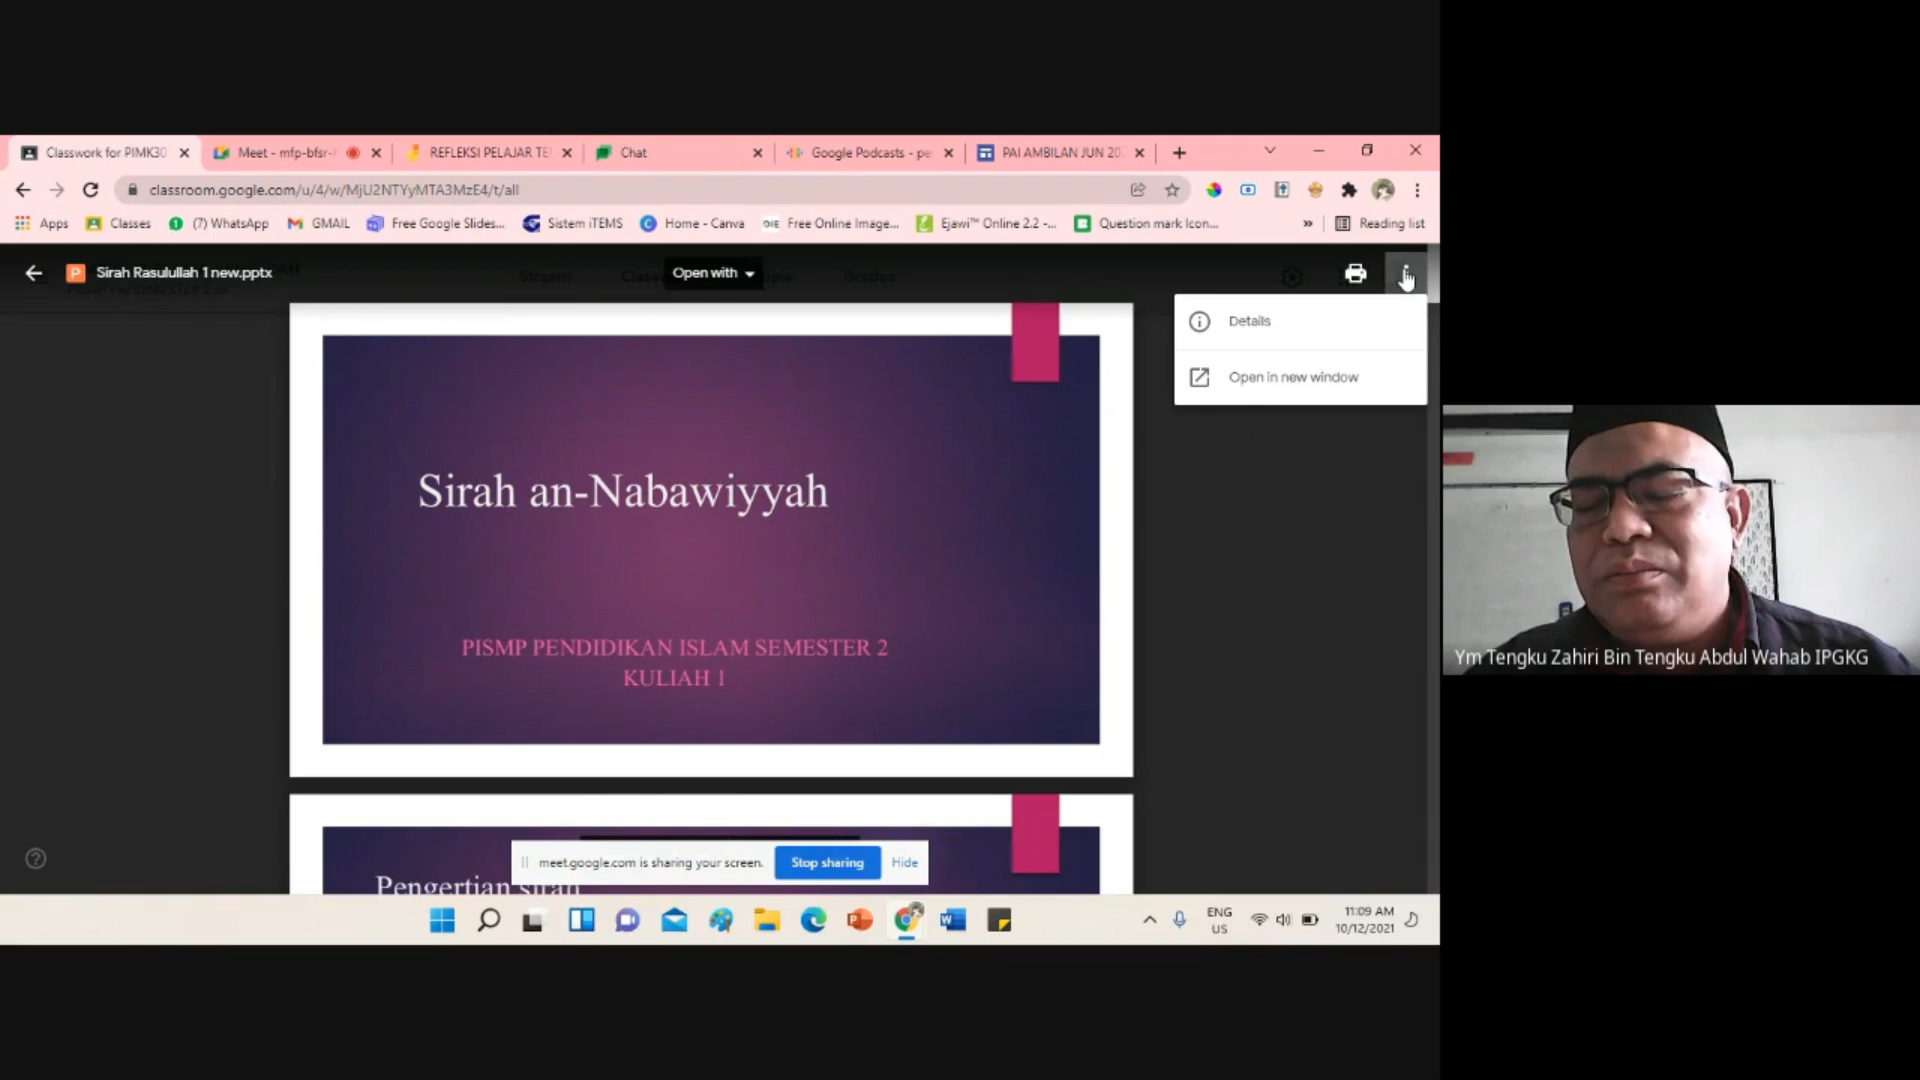 Classwork for PIMK30
Meet - mfp-bfsr-
REFLEKSI PELAJAR TE
Chat
Google Podcasts - pe
PAI AMBILAN JUN 20
classroom.google.com/u/4/w/MjU2NTYyMTA3MzE4/t/all
Apps
Classes
(7) WhatsApp
GMAIL
Free Google Slides...
Sistem iTEMS
Home - Canva
OIE
Free Online Image...
Ejawi™ Online 2.2 -...
Question mark Icon...
»
Reading list
P
Sirah Rasulullah 1 new.pptx
Stream
Open with
Grades
Details
Open in new window
Sirah an-Nabawiyyah
PISMP PENDIDIKAN ISLAM SEMESTER 2
KULIAH 1
Ym Tengku Zahiri Bin Tengku Abdul Wahab IPGKG
meet.google.com is sharing your screen.
Stop sharing
Hide
Pengertian sirah
ENG
US
11:09 AM
10/12/2021